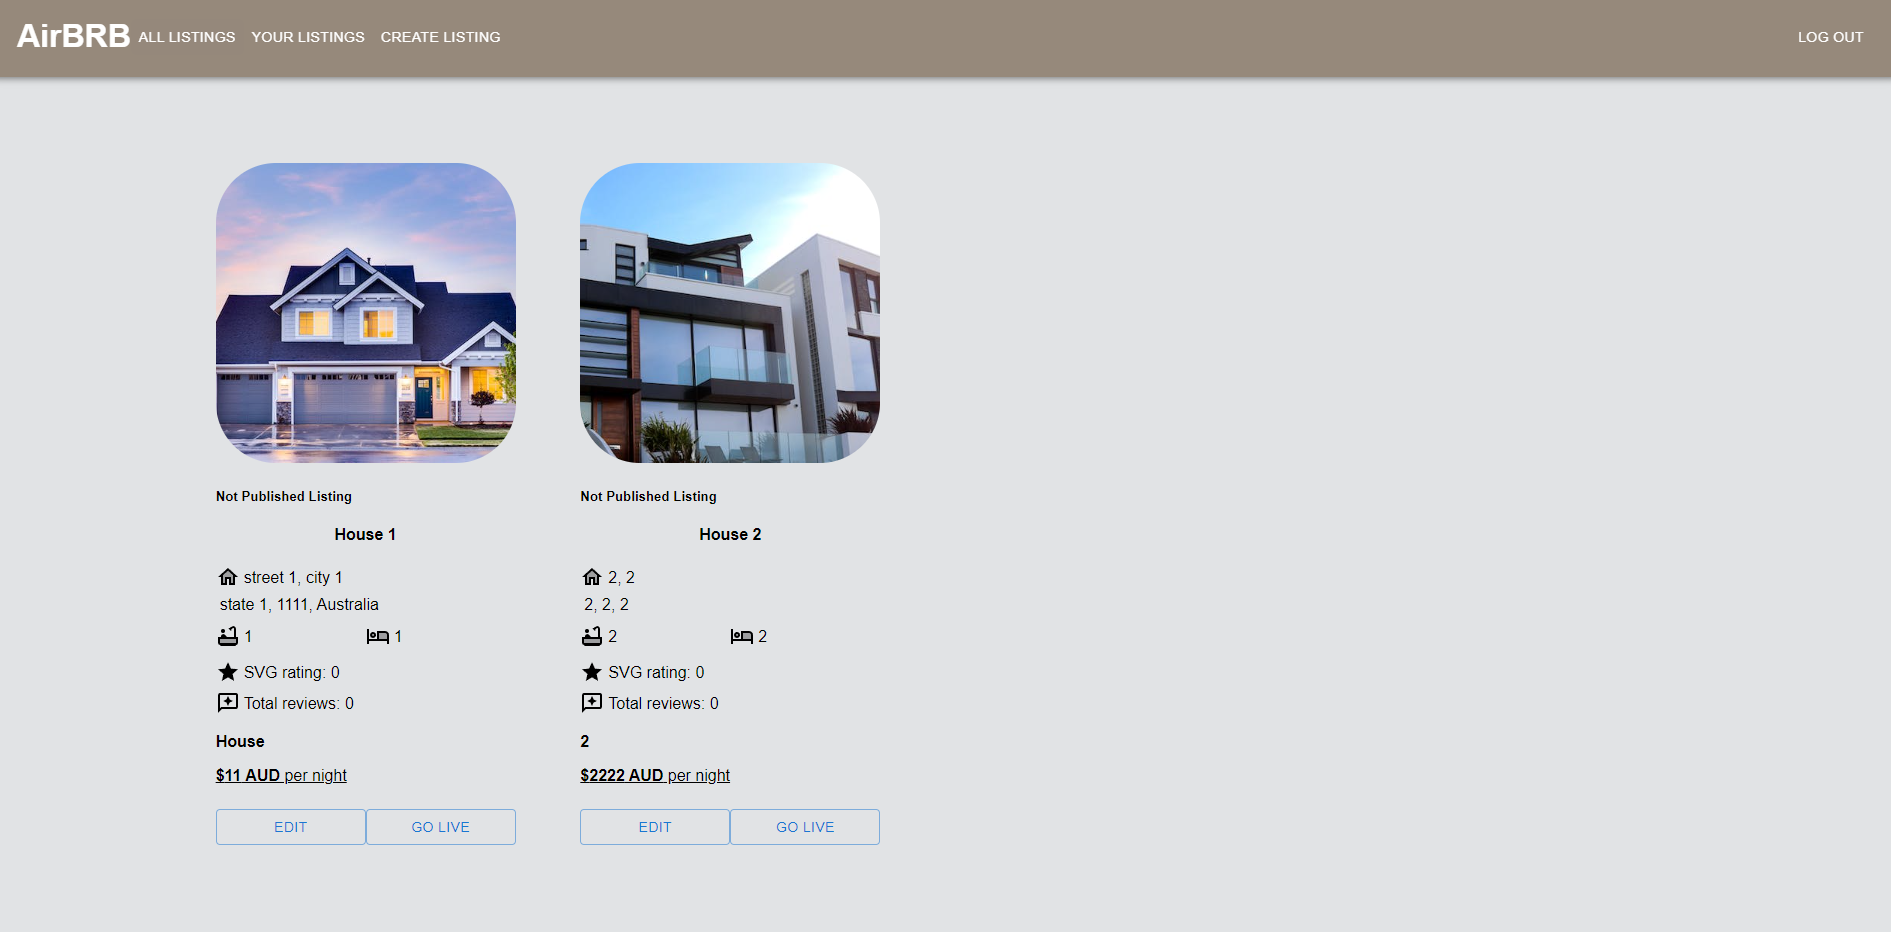 AirBRB ALL LISTINGS YOUR LISTINGS CREATE LISTING LOG OUT
Not Published Listing
House 1
street 1, city 1
state 1, 1111, Australia
1 1
SVG rating: 0
Total reviews: 0
House
$11 AUD per night
EDIT GO LIVE
Not Published Listing
House 2
2, 2
2, 2, 2
2 2
SVG rating: 0
Total reviews: 0
2
$2222 AUD per night
EDIT GO LIVE